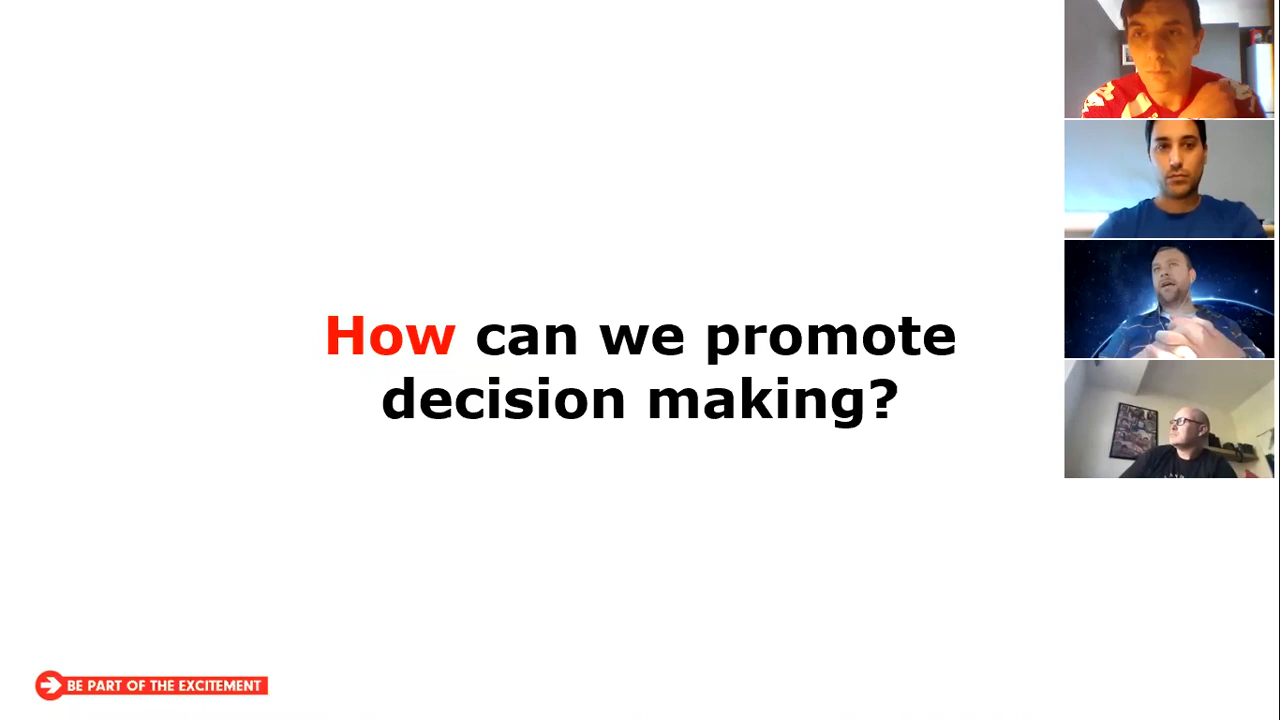 How can we promote
decision making?
BE PART OF THE EXCITEMENT